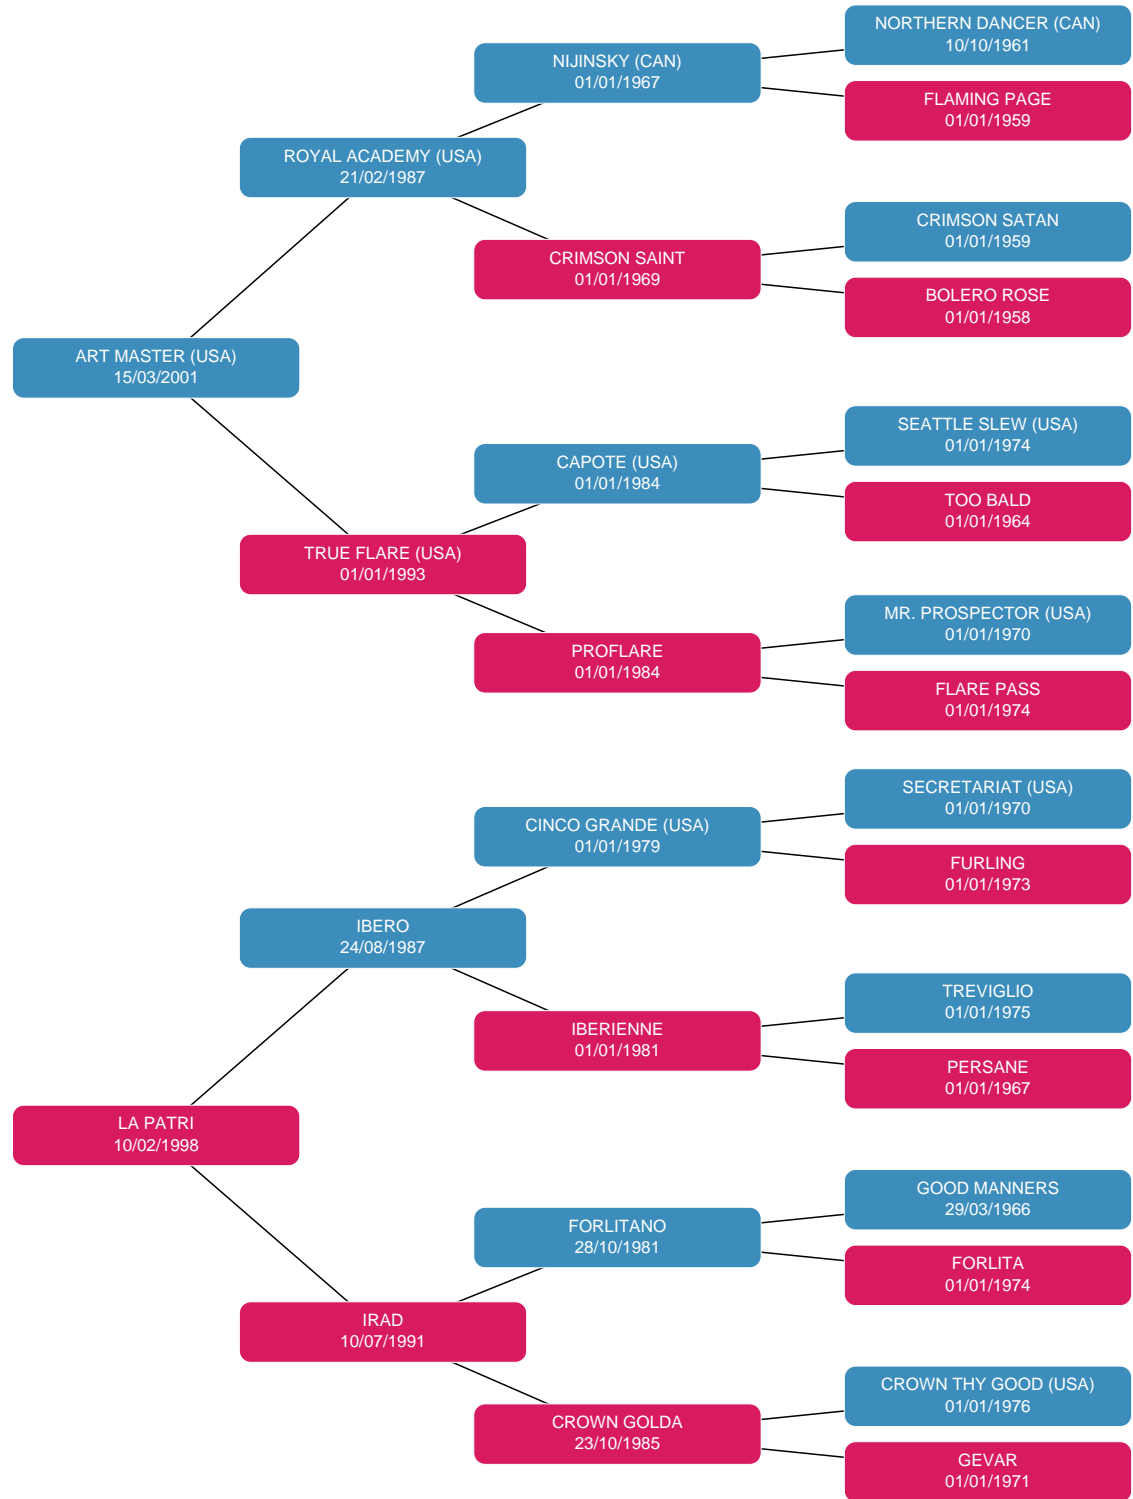 NORTHERN DANCER (CAN)
10/10/1961
NIJINSKY (CAN)
01/01/1967
FLAMING PAGE
01/01/1959
ROYAL ACADEMY (USA)
21/02/1987
CRIMSON SATAN
01/01/1959
CRIMSON SAINT
01/01/1969
BOLERO ROSE
01/01/1958
ART MASTER (USA)
15/03/2001
SEATTLE SLEW (USA)
01/01/1974
CAPOTE (USA)
01/01/1984
TOO BALD
01/01/1964
TRUE FLARE (USA)
01/01/1993
MR. PROSPECTOR (USA)
01/01/1970
PROFLARE
01/01/1984
FLARE PASS
01/01/1974
SECRETARIAT (USA)
01/01/1970
CINCO GRANDE (USA)
01/01/1979
FURLING
01/01/1973
IBERO
24/08/1987
TREVIGLIO
01/01/1975
IBERIENNE
01/01/1981
PERSANE
01/01/1967
LA PATRI
10/02/1998
GOOD MANNERS
29/03/1966
FORLITANO
28/10/1981
FORLITA
01/01/1974
IRAD
10/07/1991
CROWN THY GOOD (USA)
01/01/1976
CROWN GOLDA
23/10/1985
GEVAR
01/01/1971